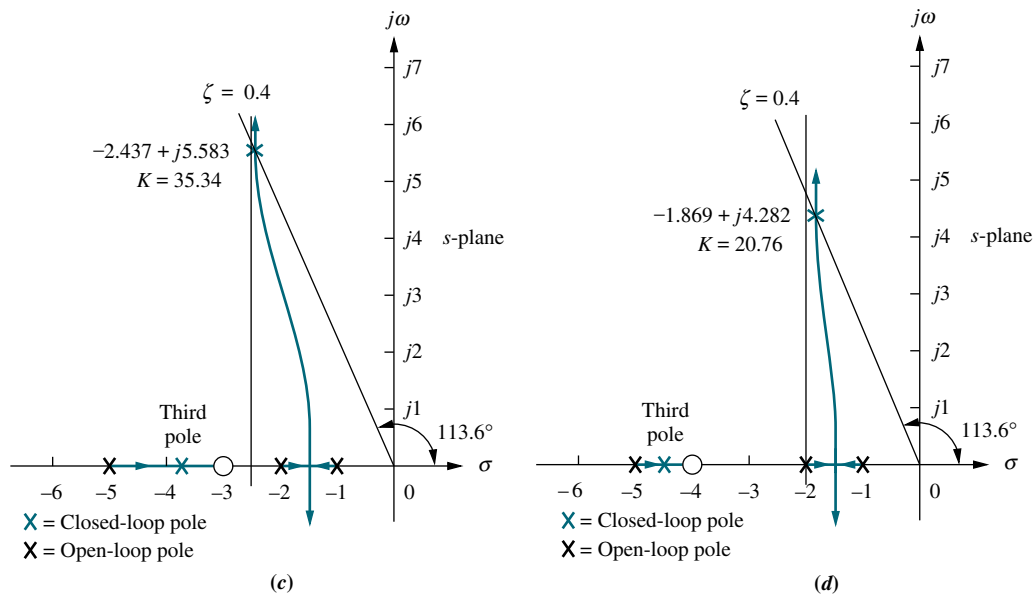 jω
j7
ζ = 0.4
j6
−2.437 + j5.583
K = 35.34
j5
j4
s-plane
j3
j2
Third
pole
j1
113.6°
σ
−6 −5 −4 −3 −2 −1 0
X = Closed-loop pole
X = Open-loop pole
(c)
jω
j7
ζ = 0.4
j6
j5
−1.869 + j4.282
K = 20.76
j4
s-plane
j3
j2
Third
pole
j1
113.6°
σ
−6 −5 −4 −3 −2 −1 0
X = Closed-loop pole
X = Open-loop pole
(d)